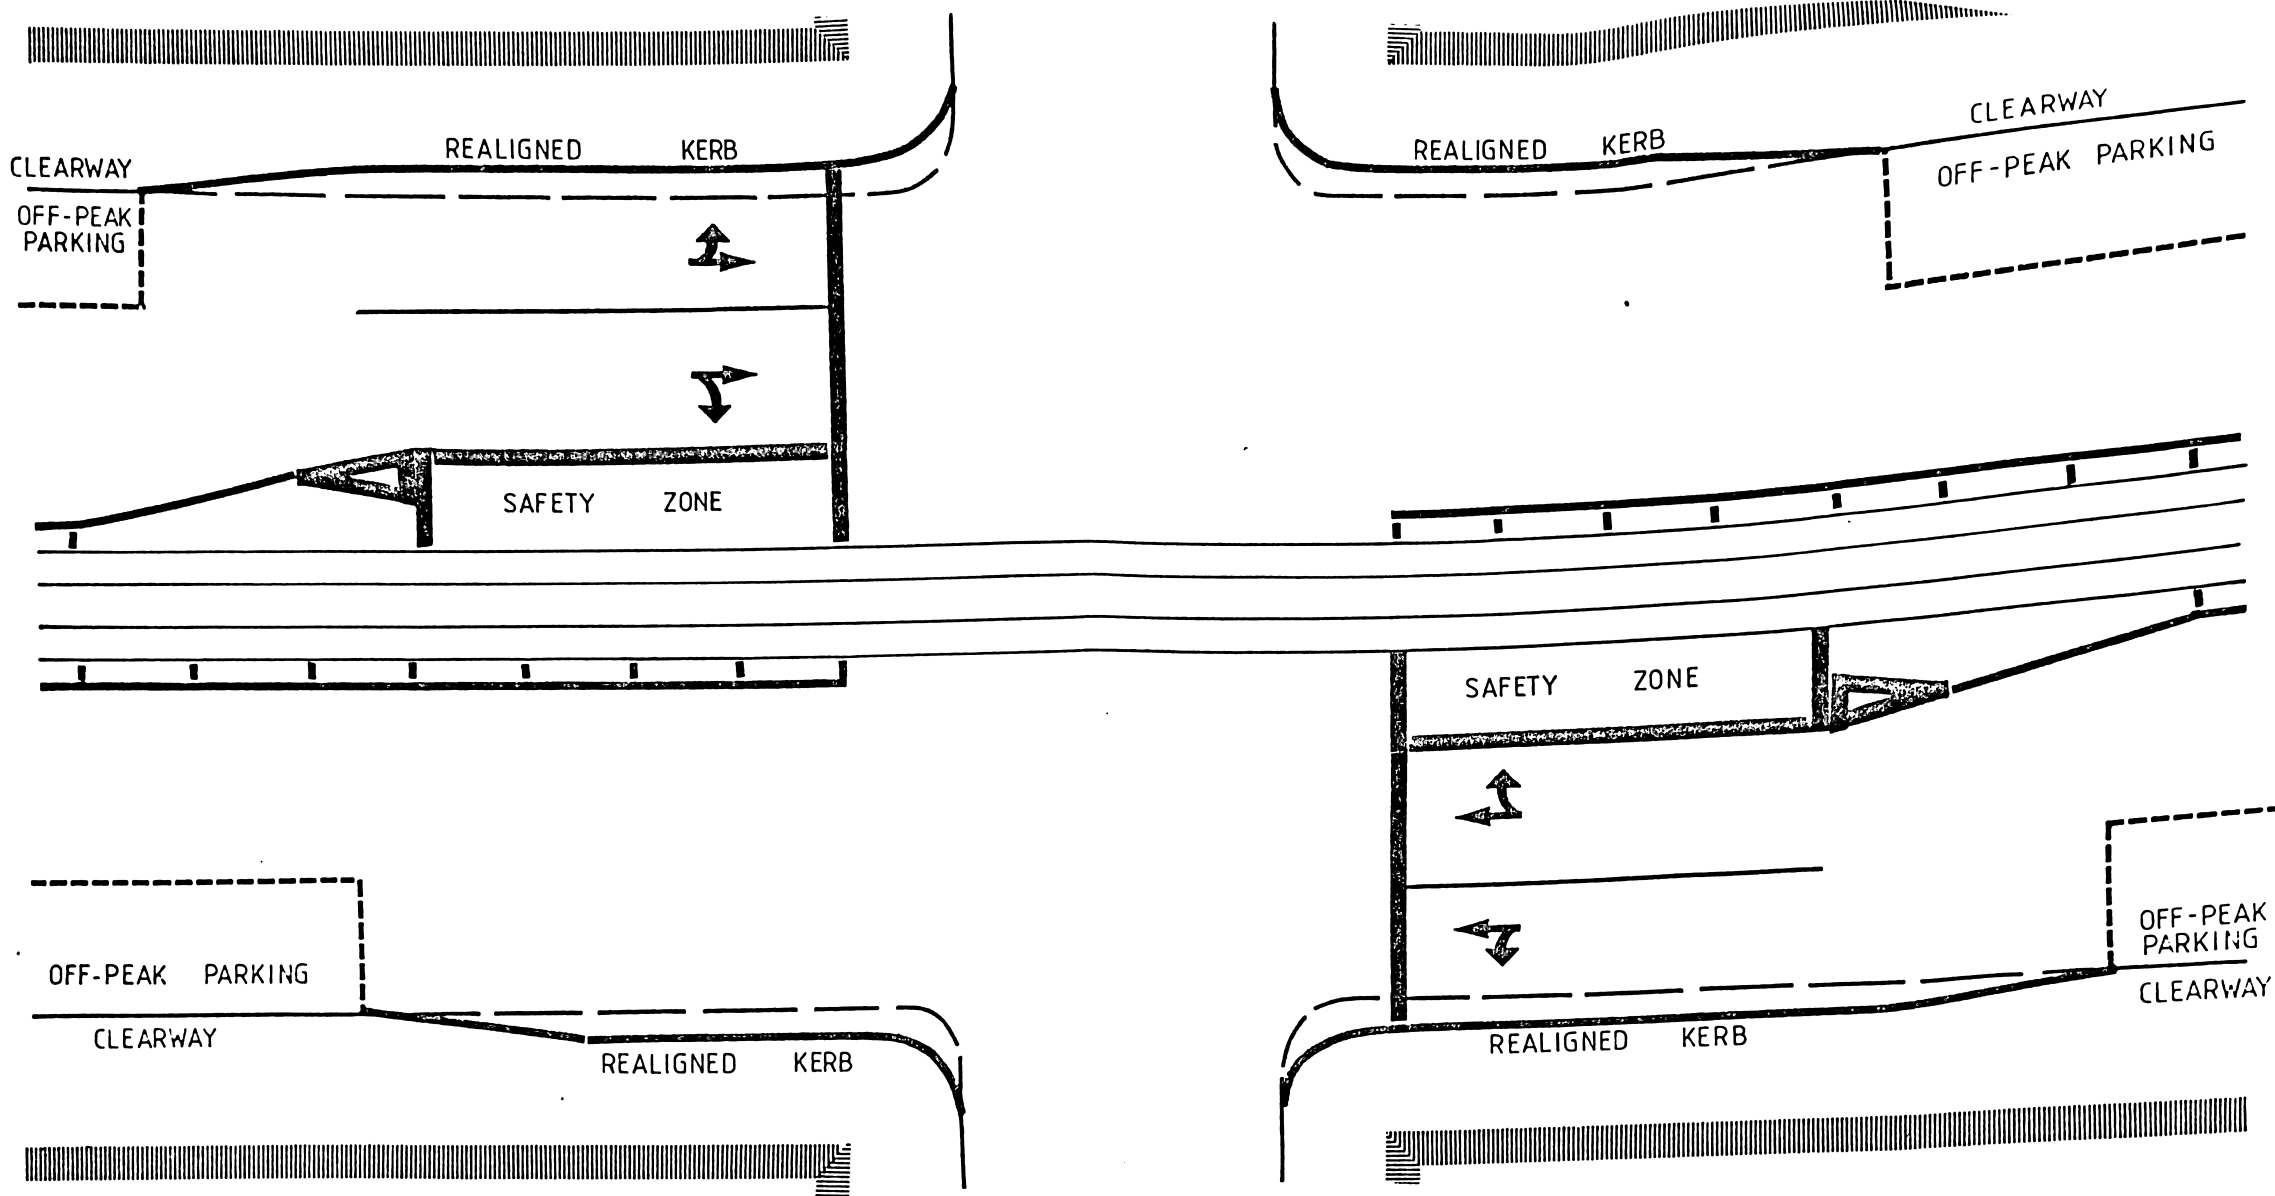 CLEARWAY
REALIGNED KERB
CLEARWAY
OFF-PEAK
PARKING
REALIGNED KERB
OFF-PEAK PARKING
SAFETY ZONE
SAFETY ZONE
OFF-PEAK PARKING
CLEARWAY
REALIGNED KERB
OFF-PEAK
PARKING
CLEARWAY
REALIGNED KERB